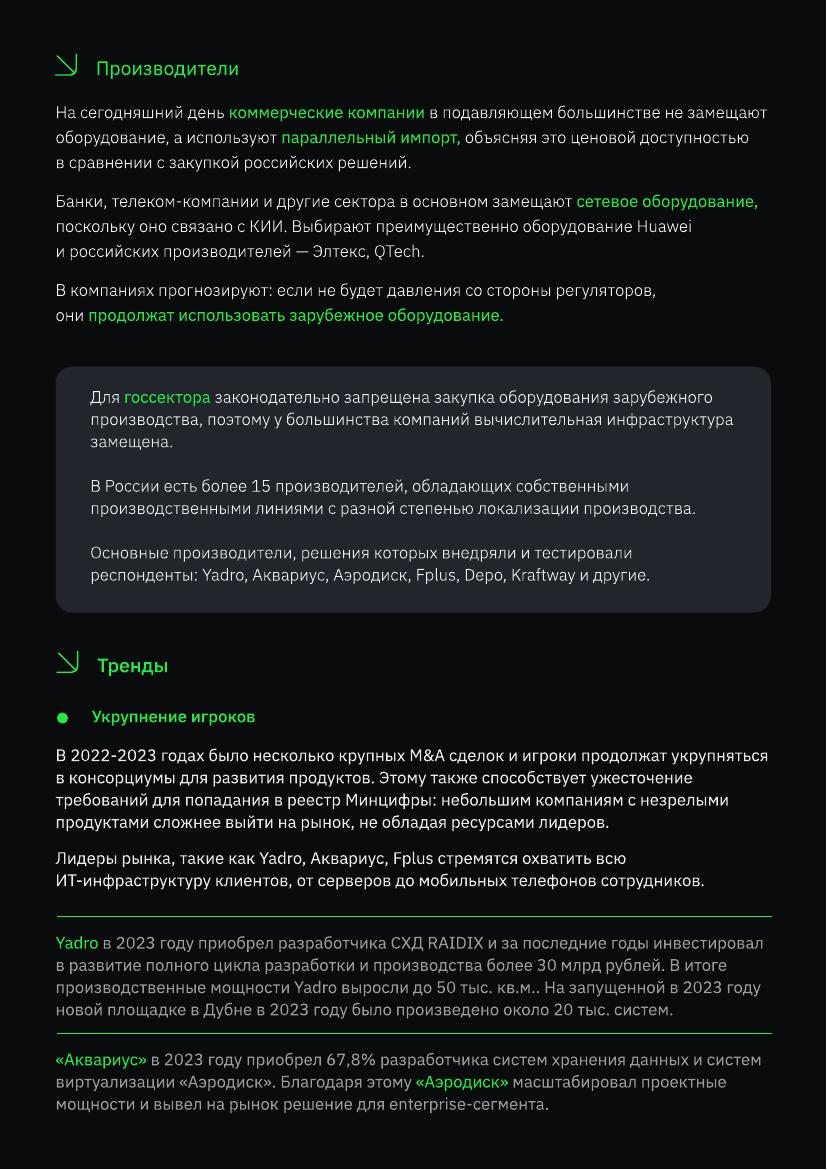 Производители
На сегодняшний день коммерческие компании в подавляющем большинстве не замещают
оборудование, а используют параллельный импорт, объясняя это ценовой доступностью
в сравнении с закупкой российских решений.
Банки, телеком-компании и другие сектора в основном замещают сетевое оборудование,
поскольку оно связано с КИИ. Выбирают преимущественно оборудование Huawei
и российских производителей — Элтекс, QTech.
В компаниях прогнозируют: если не будет давления со стороны регуляторов,
они продолжат использовать зарубежное оборудование.
Для госсектора законодательно запрещена закупка оборудования зарубежного
производства, поэтому у большинства компаний вычислительная инфраструктура
замещена.
В России есть более 15 производителей, обладающих собственными
производственными линиями с разной степенью локализации производства.
Основные производители, решения которых внедряли и тестировали
респонденты: Yadro, Аквариус, Аэродиск, Fplus, Depo, Kraftway и другие.
Тренды
Укрупнение игроков
В 2022-2023 годах было несколько крупных M&A сделок и игроки продолжат укрупняться
в консорциумы для развития продуктов. Этому также способствует ужесточение
требований для попадания в реестр Минцифры: небольшим компаниям с незрелыми
продуктами сложнее выйти на рынок, не обладая ресурсами лидеров.
Лидеры рынка, такие как Yadro, Аквариус, Fplus стремятся охватить всю
ИТ-инфраструктуру клиентов, от серверов до мобильных телефонов сотрудников.
Yadro в 2023 году приобрел разработчика СХД RAIDIX и за последние годы инвестировал
в развитие полного цикла разработки и производства более 30 млрд рублей. В итоге
производственные мощности Yadro выросли до 50 тыс. кв.м.. На запущенной в 2023 году
новой площадке в Дубне в 2023 году было произведено около 20 тыс. систем.
«Аквариус» в 2023 году приобрел 67,8% разработчика систем хранения данных и систем
виртуализации «Аэродиск». Благодаря этому «Аэродиск» масштабировал проектные
мощности и вывел на рынок решение для enterprise-сегмента.